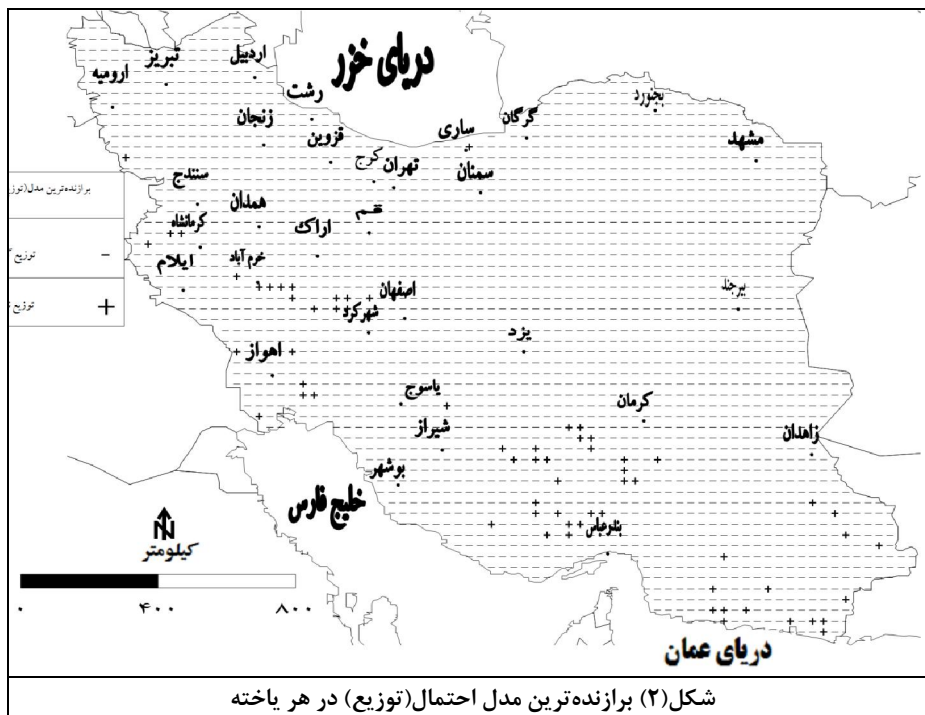 دریای خزر
اردبیل
تبریز
ارومیه
رشت
زنجان
قزوین
ساری
گرگان
بجنورد
مشهد
کرج
تهران
سمنان
سنندج
همدان
قم
اراک
کرمانشاه
خرم آباد
ایلام
برازنده‌ترین مدل(توزیع
توزیع
-
توزیع
+
اصفهان
شهرکرد
بیرجند
یزد
اهواز
یاسوج
کرمان
شیراز
زاهدان
بوشهر
خلیج فارس
بندرعباس
N
کیلومتر
۰ ۴۰۰ ۸۰۰
دریای عمان
شکل(۲) برازنده‌ترین مدل احتمال(توزیع) در هر یاخته